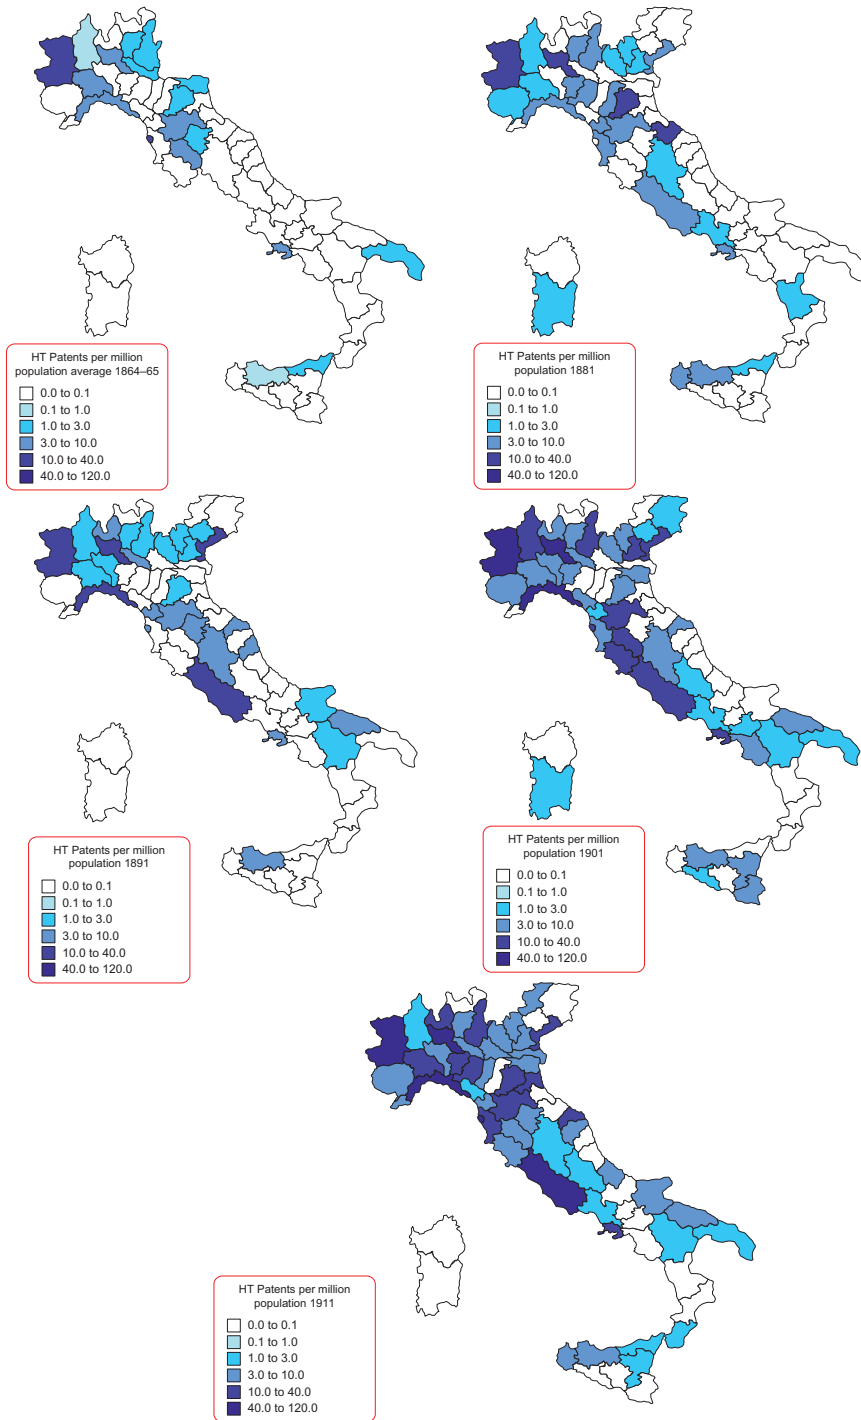 HT Patents per million
population average 1864–65
0.0 to 0.1
0.1 to 1.0
1.0 to 3.0
3.0 to 10.0
10.0 to 40.0
40.0 to 120.0
HT Patents per million
population 1881
0.0 to 0.1
0.1 to 1.0
1.0 to 3.0
3.0 to 10.0
10.0 to 40.0
40.0 to 120.0
HT Patents per million
population 1891
0.0 to 0.1
0.1 to 1.0
1.0 to 3.0
3.0 to 10.0
10.0 to 40.0
40.0 to 120.0
HT Patents per million
population 1901
0.0 to 0.1
0.1 to 1.0
1.0 to 3.0
3.0 to 10.0
10.0 to 40.0
40.0 to 120.0
HT Patents per million
population 1911
0.0 to 0.1
0.1 to 1.0
1.0 to 3.0
3.0 to 10.0
10.0 to 40.0
40.0 to 120.0